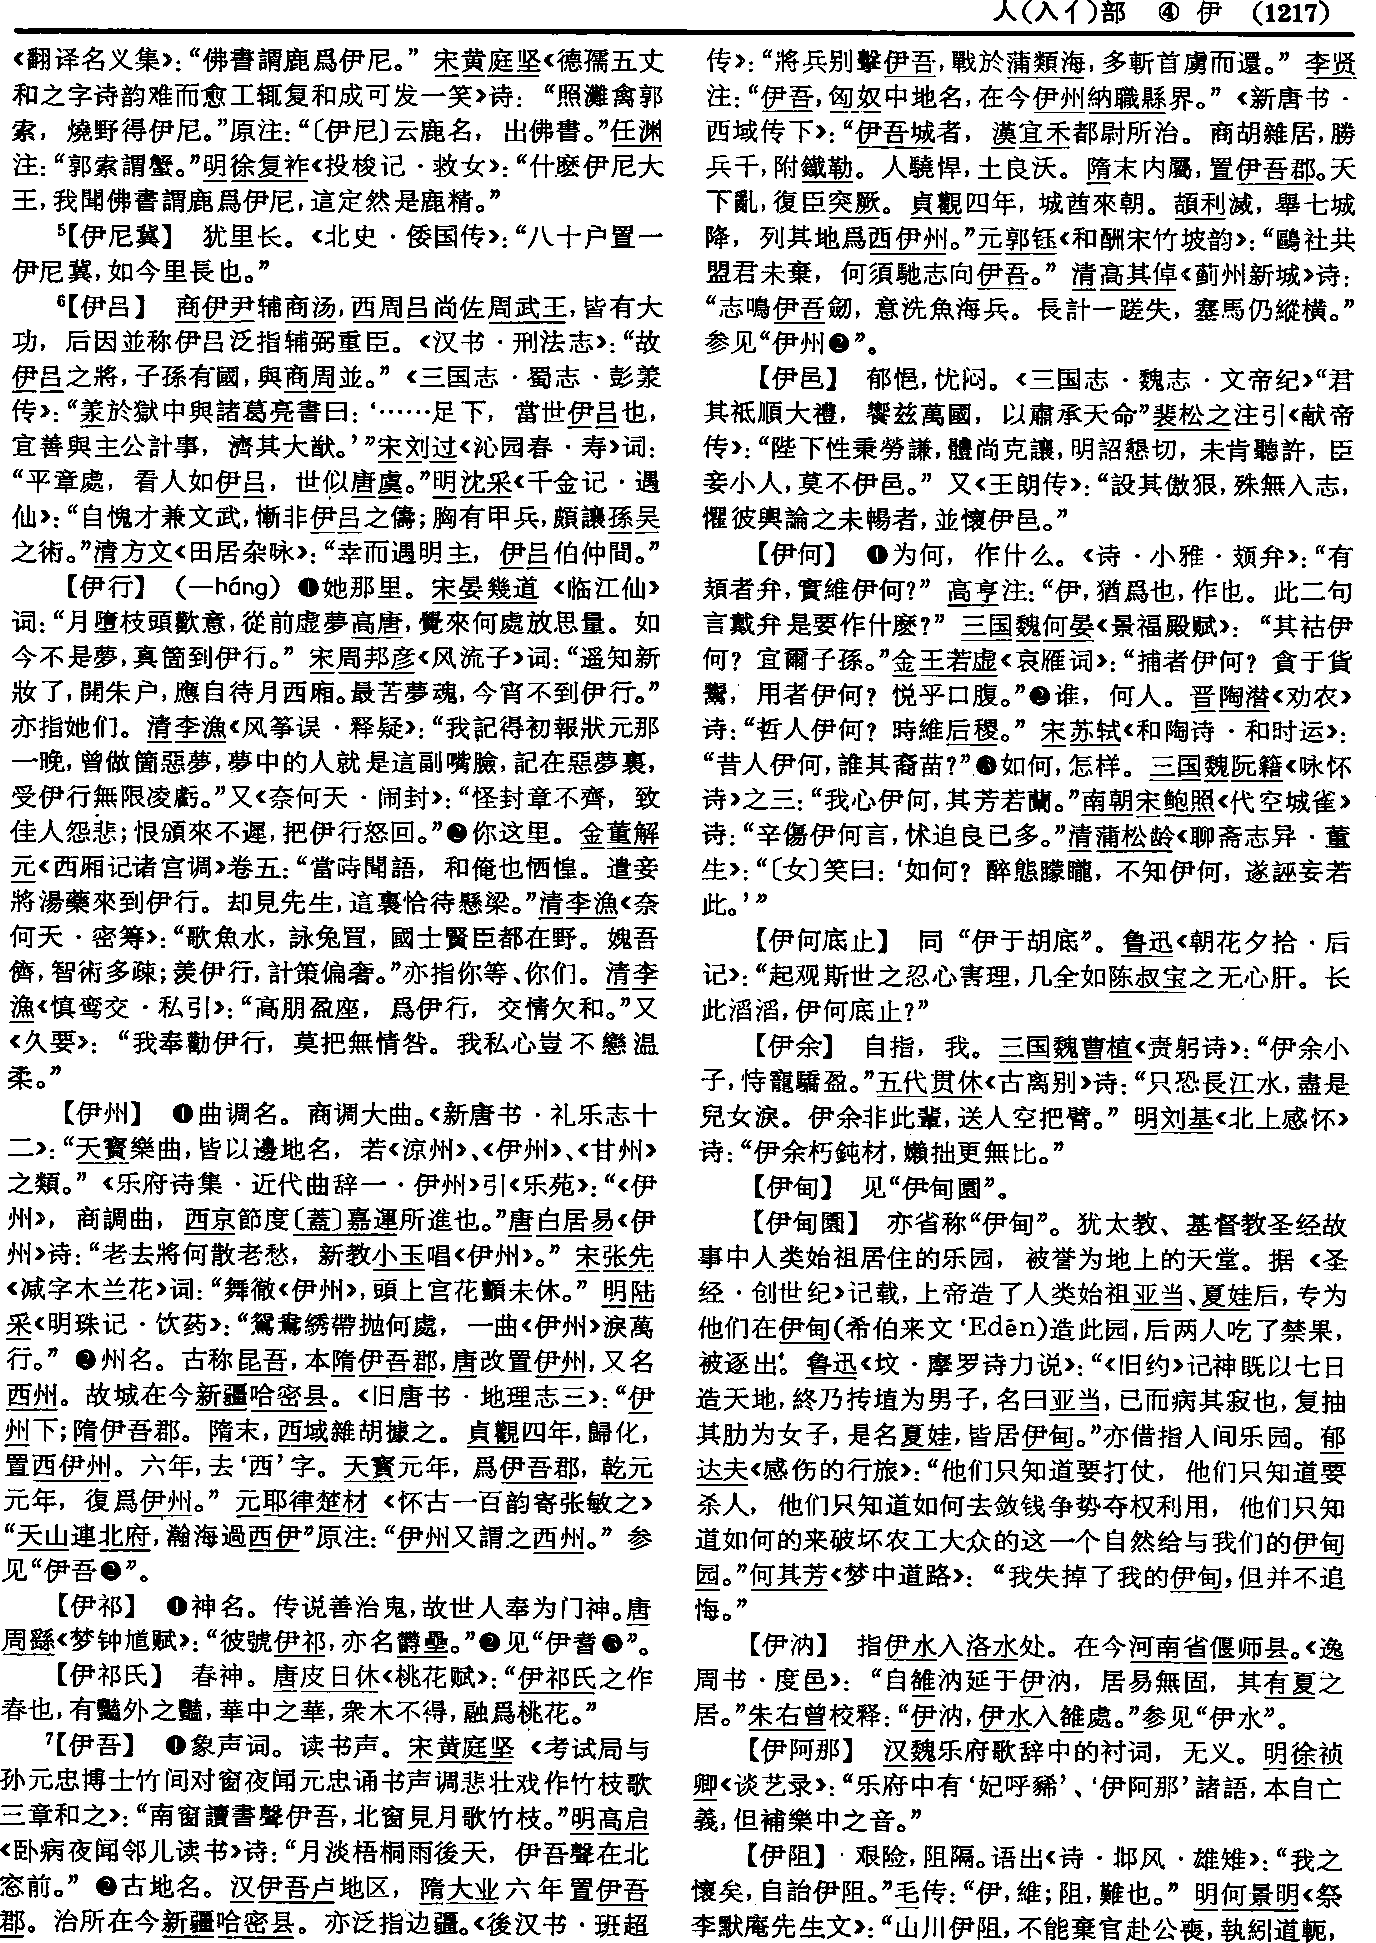 人(入亻)部 ④ 伊 (1217)
《翻译名义集》：“佛書謂鹿爲伊尼。” 宋黄庭坚《德孺五丈
和之字诗韵难而愈工辄复和成可发一笑》诗：“照灘禽郭
索，燒野得伊尼。”原注：“〔伊尼〕云鹿名，出佛書。”任渊
注：“郭索謂蟹。”明徐复祚《投梭记·救女》：“什麽伊尼大
王，我聞佛書謂鹿爲伊尼，這定然是鹿精。”
5【伊尼冀】 犹里长。《北史·倭国传》：“八十户置一
伊尼冀，如今里長也。”
6【伊吕】 商伊尹辅商汤，西周吕尚佐周武王，皆有大
功，后因並称伊吕泛指辅弼重臣。《汉书·刑法志》：“故
伊吕之將，子孫有國，與商周並。”《三国志·蜀志·彭羕
传》：“羕於獄中與諸葛亮書曰：‘……足下，當世伊吕也，
宜善與主公計事，濟其大猷。’”宋刘过《沁园春·寿》词：
“平章處，看人如伊吕，世似唐虞。”明沈采《千金记·遇
仙》：“自愧才兼文武，慚非伊吕之儔；胸有甲兵，頗讓孫吴
之術。”清方文《田居杂咏》：“幸而遇明主，伊吕伯仲間。”
【伊行】 (一háng) ❶她那里。宋晏幾道《临江仙》
词：“月墮枝頭歡意，從前虚夢高唐，覺來何處放思量。如
今不是夢，真箇到伊行。” 宋周邦彦《风流子》词：“遥知新
妝了，開朱户，應自待月西廂。最苦夢魂，今宵不到伊行。”
亦指她们。清李漁《风筝误·释疑》：“我記得初報狀元那
一晚，曾做箇惡夢，夢中的人就是這副嘴臉，記在惡夢裏，
受伊行無限凌虧。”又《奈何天·闹封》：“怪封章不齊，致
佳人怨悲；恨頒來不遲，把伊行怒回。”❷你这里。金董解
元《西厢记诸宫调》卷五：“當時聞語，和俺也恓惶。遣妾
將湯藥來到伊行。却見先生，這裏恰待懸梁。”清李漁《奈
何天·密筹》：“歌魚水，詠兔罝，國士賢臣都在野。媿吾
儕，智術多疎；羨伊行，計策偏奢。”亦指你等、你们。清李
漁《慎鸾交·私引》：“高朋盈座，爲伊行，交情欠和。”又
《久要》：“我奉勸伊行，莫把無情咎。我私心豈不戀温
柔。”
【伊州】 ❶曲调名。商调大曲。《新唐书·礼乐志十
二》：“天寶樂曲，皆以邊地名，若《涼州》、《伊州》、《甘州》
之類。”《乐府诗集·近代曲辞一·伊州》引《乐苑》：“《伊
州》，商調曲，西京節度〔蓋〕嘉運所進也。”唐白居易《伊
州》诗：“老去將何散老愁，新教小玉唱《伊州》。” 宋张先
《减字木兰花》词：“舞徹《伊州》，頭上宫花顫未休。” 明陆
采《明珠记·饮药》：“鴛鴦綉帶抛何處，一曲《伊州》淚萬
行。” ❷州名。古称昆吾，本隋伊吾郡，唐改置伊州，又名
西州。故城在今新疆哈密县。《旧唐书·地理志三》：“伊
州下；隋伊吾郡。隋末，西域雜胡據之。貞觀四年，歸化，
置西伊州。六年，去‘西’字。天寶元年，爲伊吾郡，乾元
元年，復爲伊州。”元耶律楚材《怀古一百韵寄张敏之》
“天山連北府，瀚海過西伊”原注：“伊州又謂之西州。” 参
见“伊吾❷”。
【伊祁】 ❶神名。传说善治鬼，故世人奉为门神。唐
周繇《梦钟馗赋》：“彼號伊祁，亦名鬱壘。”❷见“伊耆❸”。
【伊祁氏】 春神。唐皮日休《桃花赋》：“伊祁氏之作
春也，有豔外之豔，華中之華，衆木不得，融爲桃花。”
7【伊吾】 ❶象声词。读书声。宋黄庭坚《考试局与
孙元忠博士竹间对窗夜闻元忠诵书声调悲壮戏作竹枝歌
三章和之》：“南窗讀書聲伊吾，北窗見月歌竹枝。”明高启
《卧病夜闻邻儿读书》诗：“月淡梧桐雨後天，伊吾聲在北
窓前。” ❷古地名。汉伊吾卢地区，隋大业六年置伊吾
郡。治所在今新疆哈密县。亦泛指边疆。《後汉书·班超
传》：“將兵别擊伊吾，戰於蒲類海，多斬首虜而還。” 李贤
注：“伊吾，匈奴中地名，在今伊州納職縣界。”《新唐书·
西域传下》：“伊吾城者，漢宜禾都尉所治。商胡雜居，勝
兵千，附鐵勒。人驍悍，土良沃。隋末内屬，置伊吾郡。天
下亂，復臣突厥。貞觀四年，城酋來朝。頡利滅，舉七城
降，列其地爲西伊州。”元郭钰《和酬宋竹坡韵》：“鷗社共
盟君未棄，何須馳志向伊吾。” 清高其倬《蓟州新城》诗：
“志鳴伊吾劒，意洗魚海兵。長計一蹉失，塞馬仍縱横。”
参见“伊州❷”。
【伊邑】 郁悒，忧闷。《三国志·魏志·文帝纪》“君
其祗順大禮，饗兹萬國，以肅承天命”裴松之注引《献帝
传》：“陛下性秉勞謙，體尚克讓，明詔懇切，未肯聽許，臣
妾小人，莫不伊邑。” 又《王朗传》：“設其傲狠，殊無入志，
懼彼輿論之未暢者，並懷伊邑。”
【伊何】 ❶为何，作什么。《诗·小雅·頍弁》：“有
頍者弁，實維伊何？” 高亨注：“伊，猶爲也，作也。此二句
言戴弁是要作什麽？” 三国魏何晏《景福殿赋》：“其祜伊
何？宜爾子孫。”金王若虚《哀雁词》：“捕者伊何？貪于貨
鬻，用者伊何？悦乎口腹。”❷谁，何人。晋陶潜《劝农》
诗：“哲人伊何？時維后稷。” 宋苏轼《和陶诗·和时运》：
“昔人伊何，誰其裔苗？”❸如何，怎样。三国魏阮籍《咏怀
诗》之三：“我心伊何，其芳若蘭。”南朝宋鲍照《代空城雀》
诗：“辛傷伊何言，怵迫良已多。”清蒲松龄《聊斋志异·董
生》：“〔女〕笑曰：‘如何？醉態朦朧，不知伊何，遂誣妄若
此。’”
【伊何底止】 同“伊于胡底”。鲁迅《朝花夕拾·后
记》：“起观斯世之忍心害理，几全如陈叔宝之无心肝。长
此滔滔，伊何底止？”
【伊余】 自指，我。三国魏曹植《责躬诗》：“伊余小
子，恃寵驕盈。”五代贯休《古离别》诗：“只恐長江水，盡是
兒女淚。伊余非此輩，送人空把臂。” 明刘基《北上感怀》
诗：“伊余朽鈍材，嬾拙更無比。”
【伊甸】 见“伊甸園”。
【伊甸園】 亦省称“伊甸”。犹太教、基督教圣经故
事中人类始祖居住的乐园，被誉为地上的天堂。据《圣
经·创世纪》记载，上帝造了人类始祖亚当、夏娃后，专为
他们在伊甸(希伯来文‘Edēn)造此园，后两人吃了禁果，
被逐出。鲁迅《坟·摩罗诗力说》：“《旧约》记神既以七日
造天地，終乃抟埴为男子，名曰亚当，已而病其寂也，复抽
其肋为女子，是名夏娃，皆居伊甸。”亦借指人间乐园。郁
达夫《感伤的行旅》：“他们只知道要打仗，他们只知道要
杀人，他们只知道如何去敛钱争势夺权利用，他们只知
道如何的来破坏农工大众的这一个自然给与我们的伊甸
园。”何其芳《梦中道路》：“我失掉了我的伊甸，但并不追
悔。”
【伊汭】 指伊水入洛水处。在今河南省偃师县。《逸
周书·度邑》：“自雒汭延于伊汭，居易無固，其有夏之
居。”朱右曾校释：“伊汭，伊水入雒處。”参见“伊水”。
【伊阿那】 汉魏乐府歌辞中的衬词，无义。明徐祯
卿《谈艺录》：“乐府中有‘妃呼豨’、‘伊阿那’諸語，本自亡
義，但補樂中之音。”
【伊阻】 艰险，阻隔。语出《诗·邶风·雄雉》：“我之
懷矣，自詒伊阻。”毛传：“伊，維；阻，難也。” 明何景明《祭
李默庵先生文》：“山川伊阻，不能棄官赴公喪，執紖道軛，